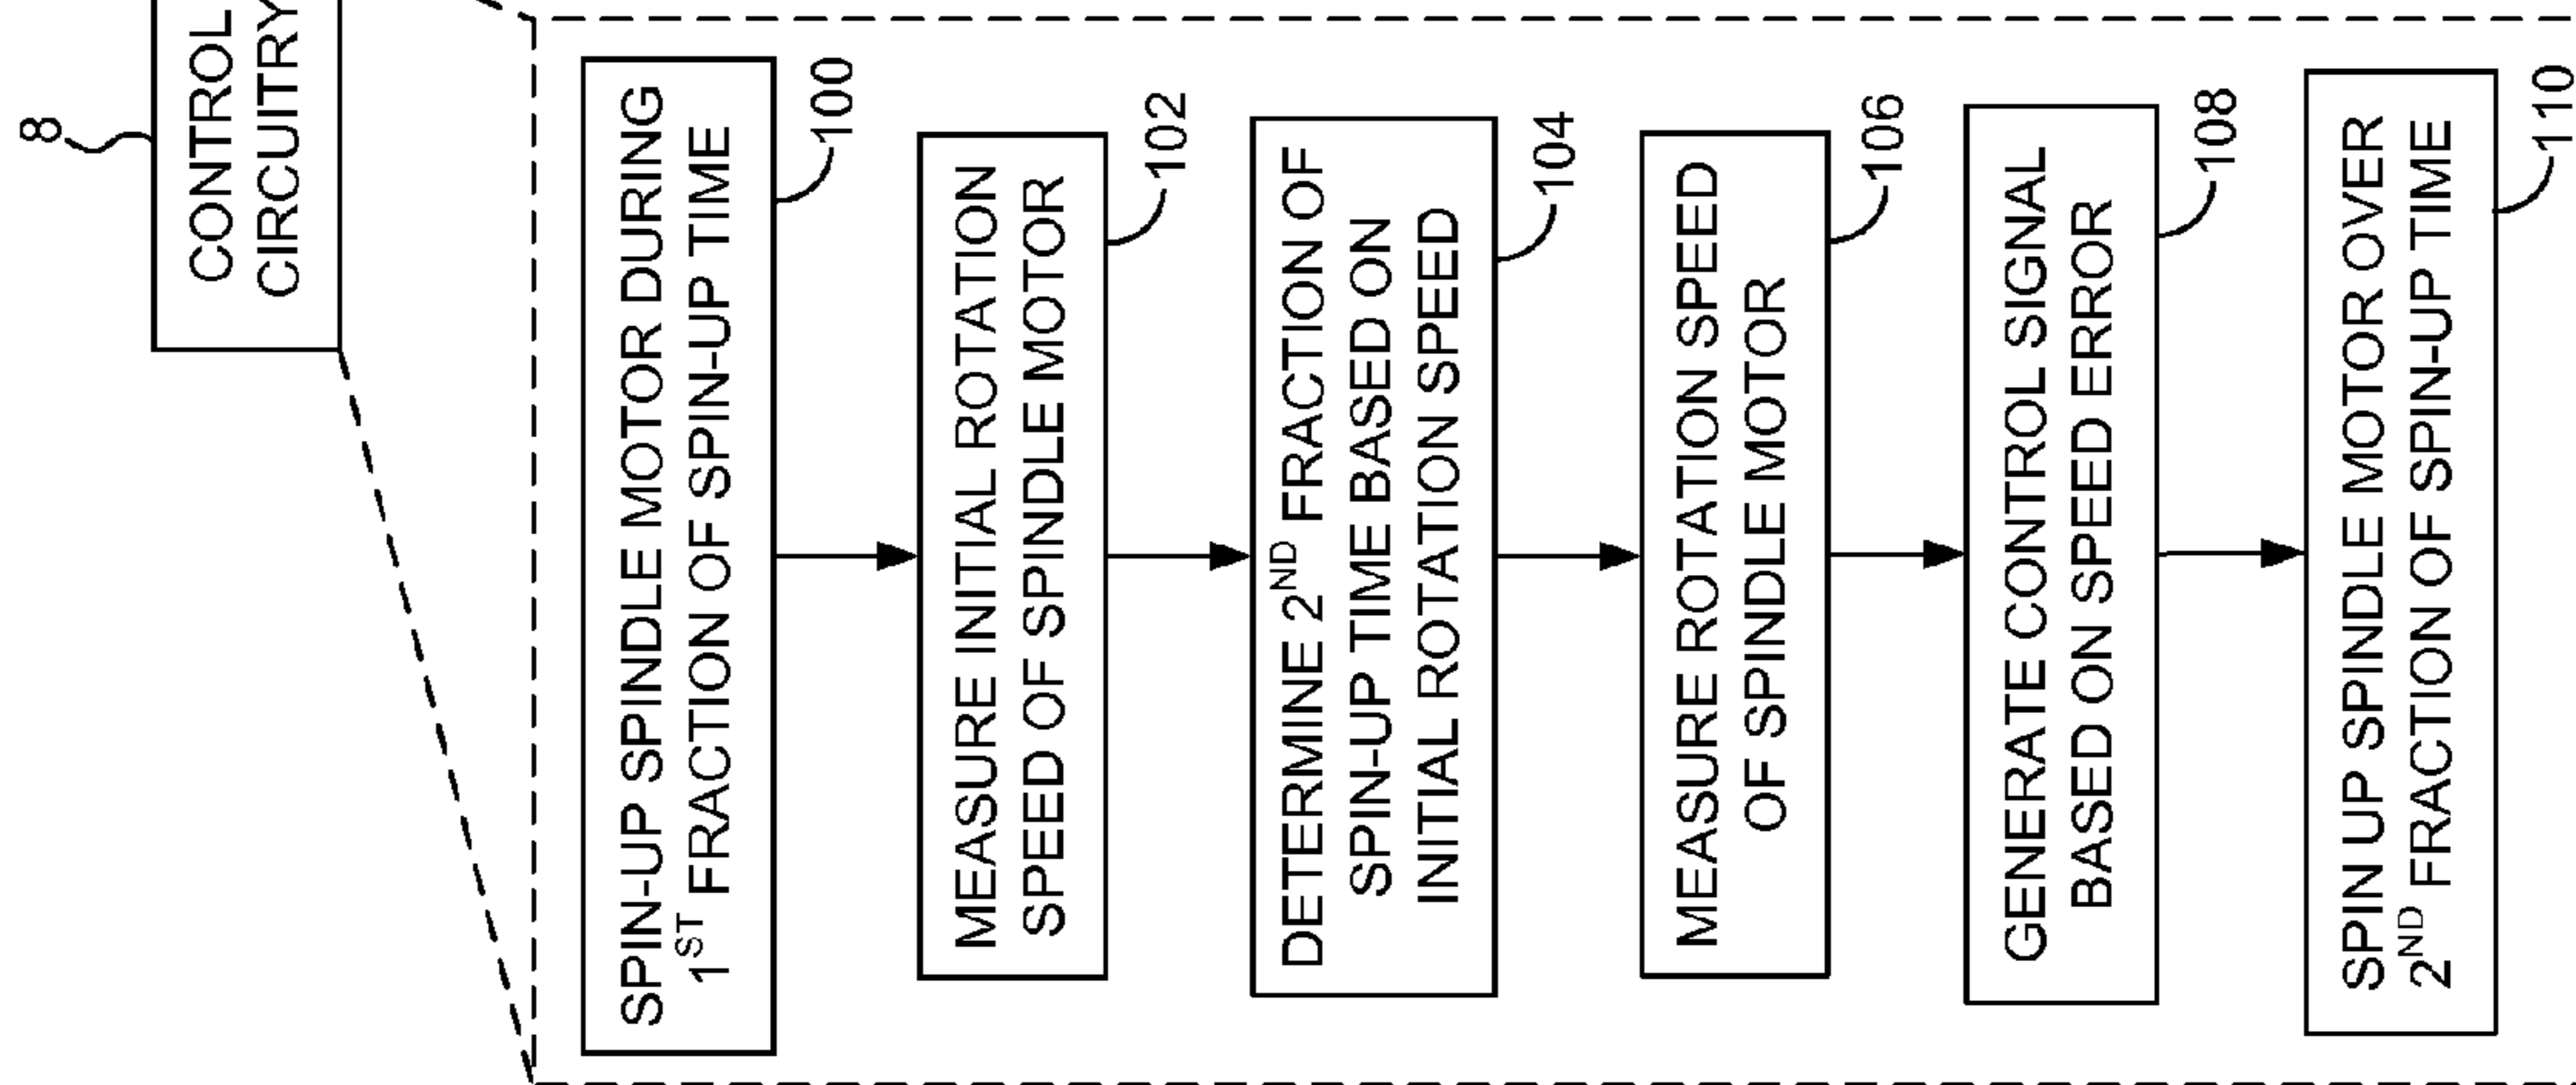 8
CONTROL
CIRCUITRY
SPIN-UP SPINDLE MOTOR DURING
1ST FRACTION OF SPIN-UP TIME
100
MEASURE INITIAL ROTATION
SPEED OF SPINDLE MOTOR
102
DETERMINE 2ND FRACTION OF
SPIN-UP TIME BASED ON
INITIAL ROTATION SPEED
104
MEASURE ROTATION SPEED
OF SPINDLE MOTOR
106
GENERATE CONTROL SIGNAL
BASED ON SPEED ERROR
108
SPIN UP SPINDLE MOTOR OVER
2ND FRACTION OF SPIN-UP TIME
110